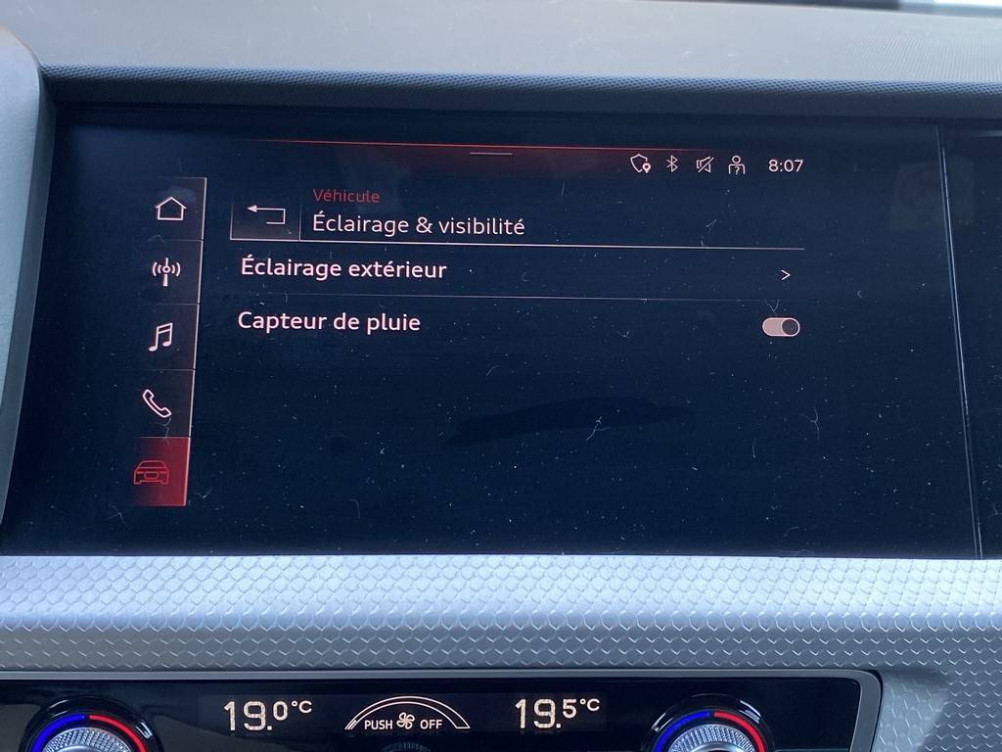 8:07
Véhicule
Éclairage & visibilité
Éclairage extérieur
Capteur de pluie
19.0°C
PUSH OFF
19.5°C